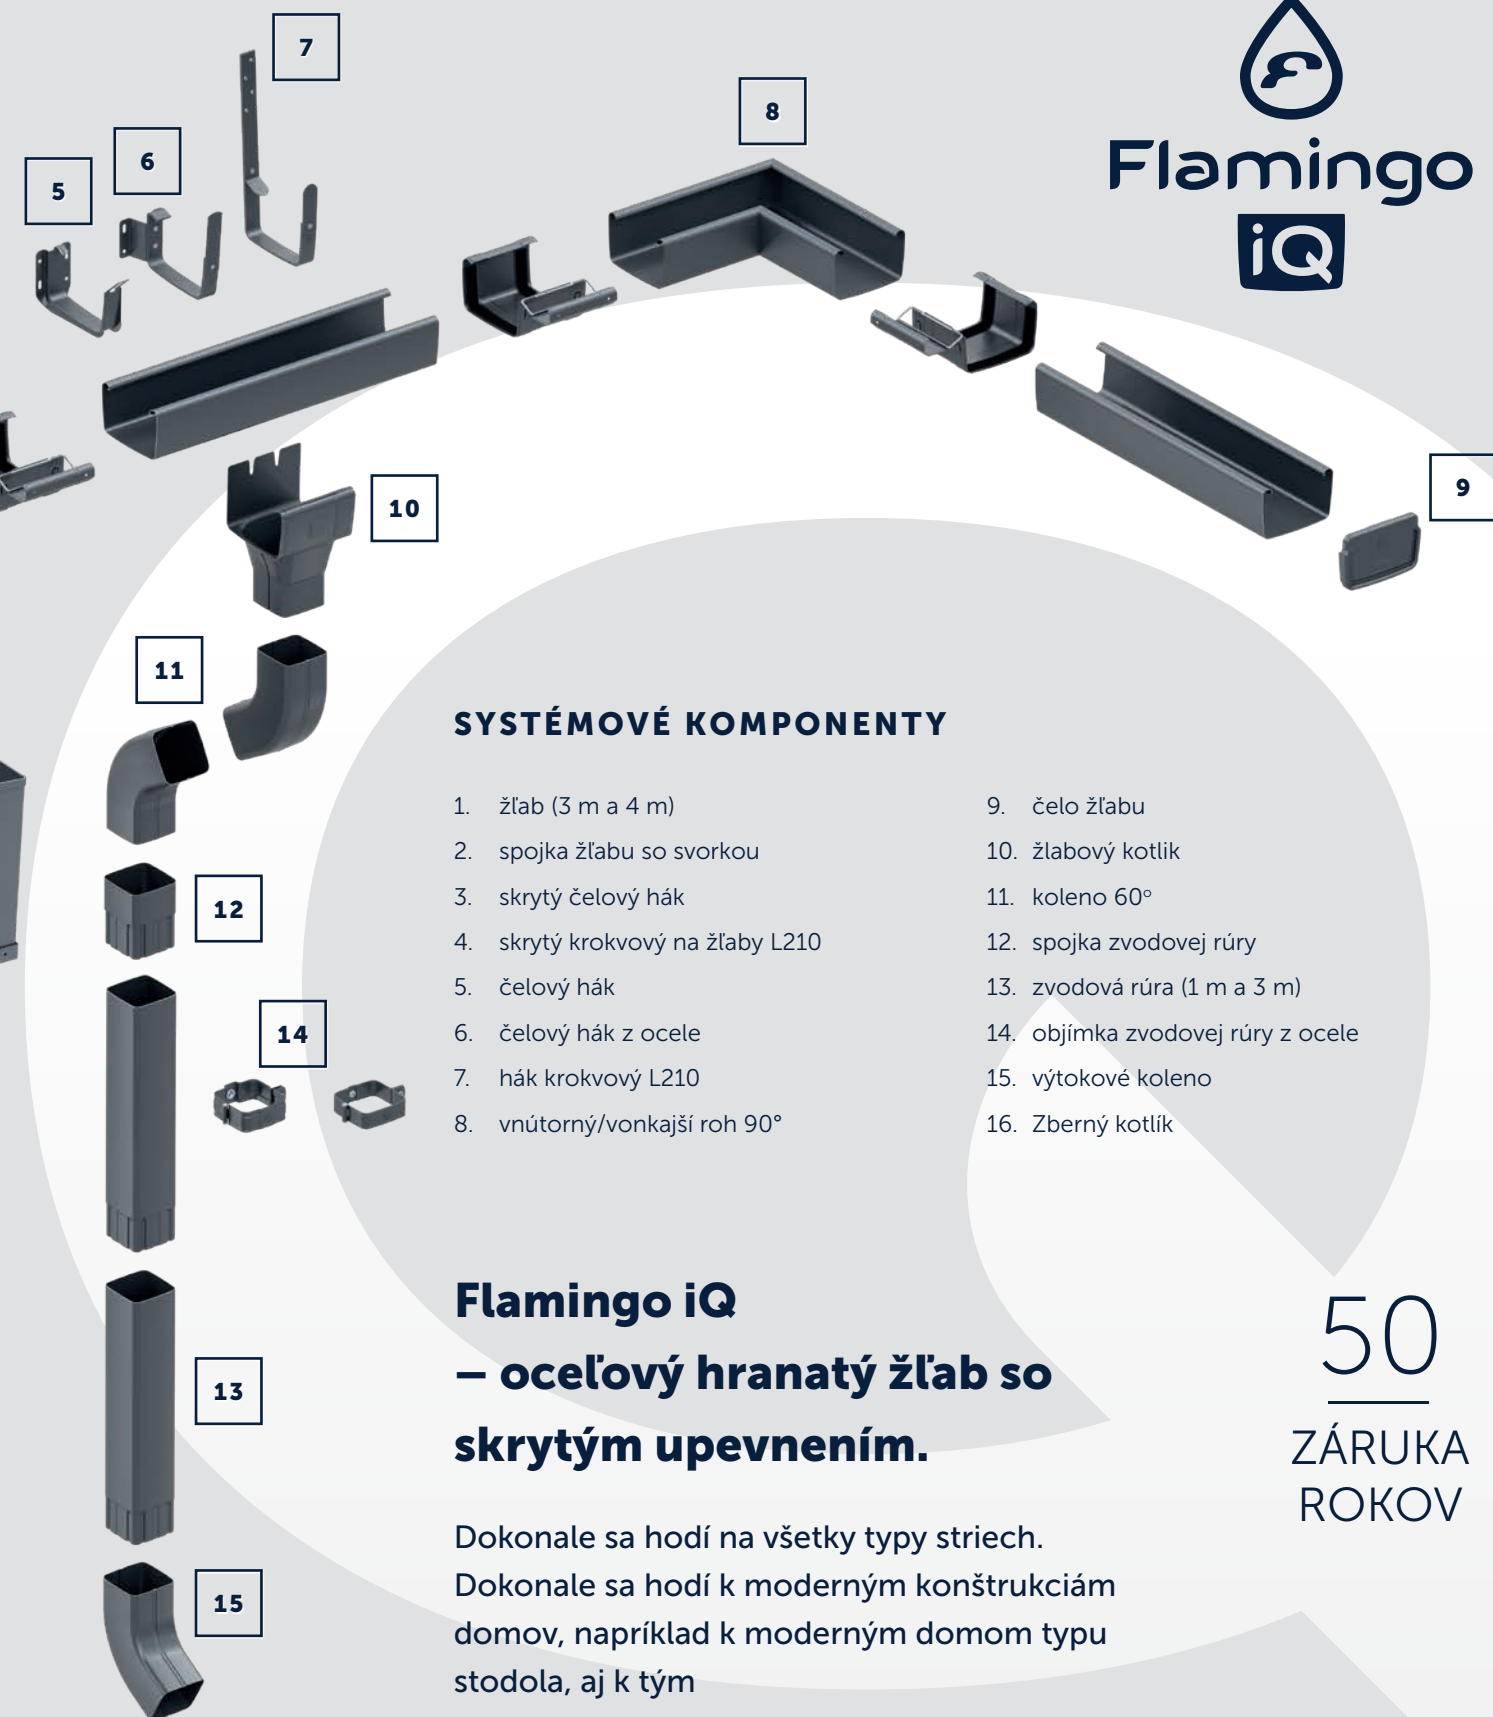 7
8
6
5
Flamingo
iQ
9
10
11
12
14
13
15
SYSTÉMOVÉ KOMPONENTY
1. žľab (3 m a 4 m)
2. spojka žľabu so svorkou
3. skrytý čelový hák
4. skrytý krokvový na žľaby L210
5. čelový hák
6. čelový hák z ocele
7. hák krokvový L210
8. vnútorný/vonkajší roh 90°
9. čelo žľabu
10. žlabový kotlik
11. koleno 60º
12. spojka zvodovej rúry
13. zvodová rúra (1 m a 3 m)
14. objímka zvodovej rúry z ocele
15. výtokové koleno
16. Zberný kotlík
Flamingo iQ
– oceľový hranatý žľab so
skrytým upevnením.
50
ZÁRUKA
ROKOV
Dokonale sa hodí na všetky typy striech.
Dokonale sa hodí k moderným konštrukciám
domov, napríklad k moderným domom typu
stodola, aj k tým